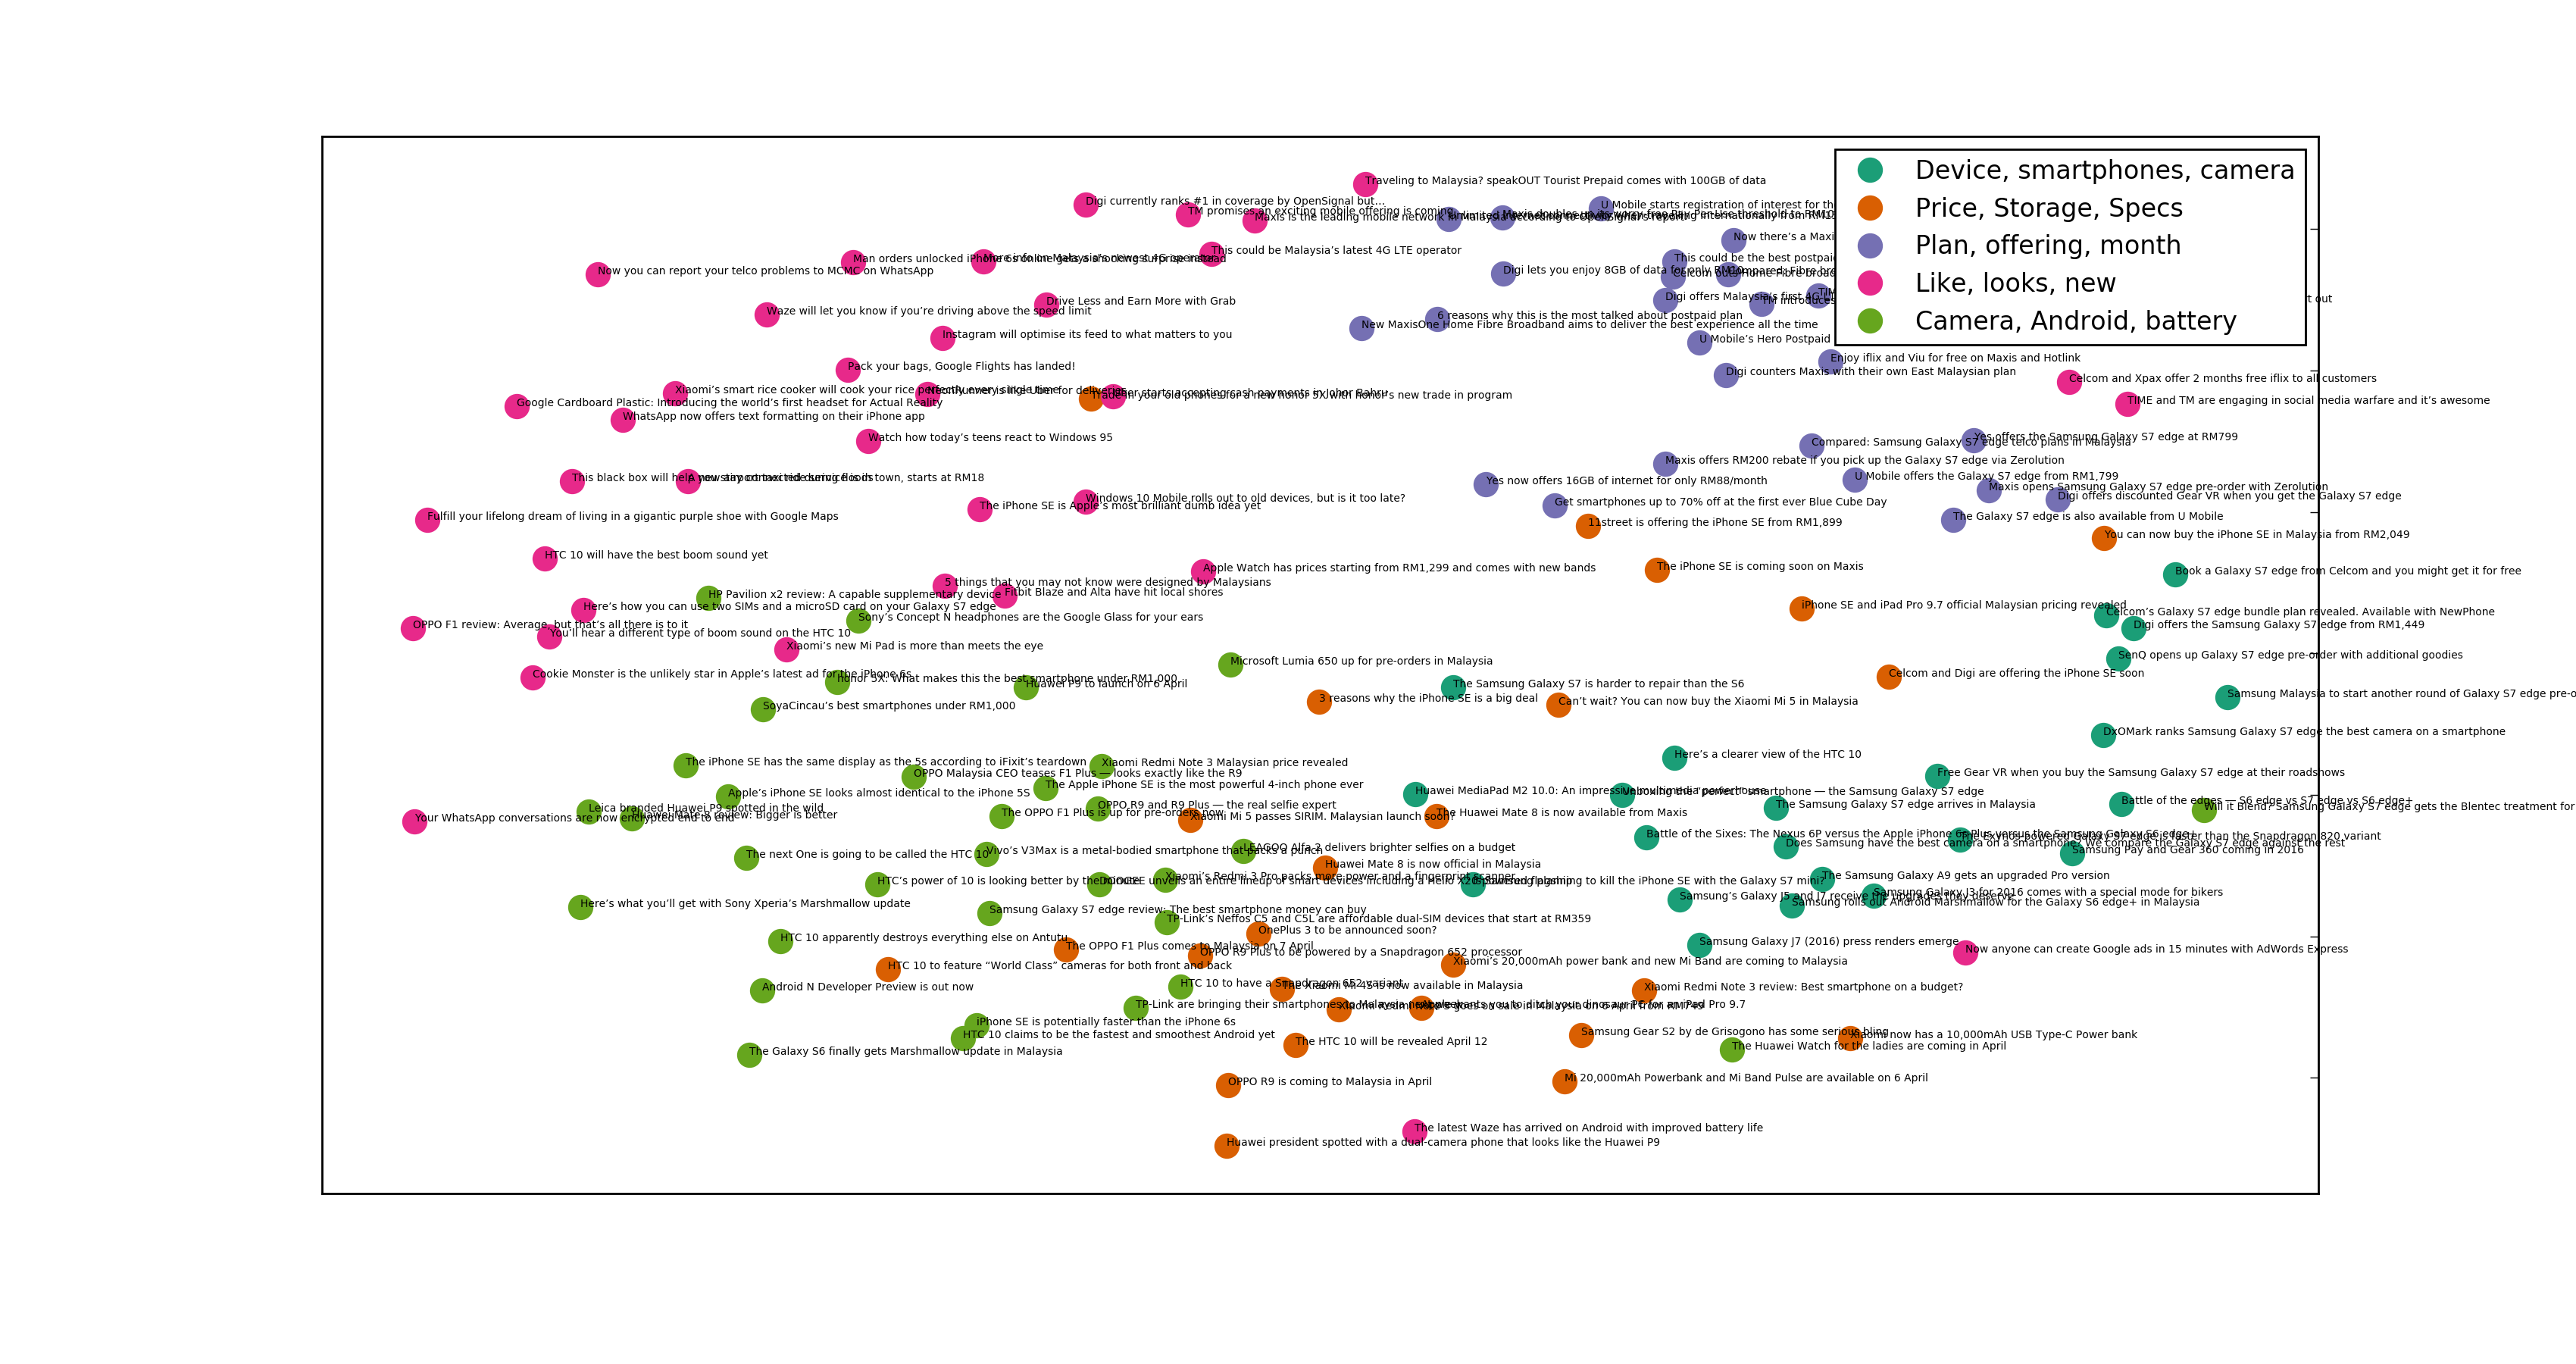 Device, smartphones, camera
Price, Storage, Specs
Plan, offering, month
Like, looks, new
Camera, Android, battery
Traveling to Malaysia? speakOUT Tourist Prepaid comes with 100GB of data
Digi currently ranks #1 in coverage by OpenSignal but...
U Mobile starts registration of interest for th
TM promises an exciting mobile offering is coming
Maxis is the leading mobile network in Malaysia according to OpenSignal's report
Now there's a Maxi
This could be Malaysia's latest 4G LTE operator
This could be the best postpaid
Man orders unlocked iPhone 6s online gets a shocking surprise instead
More info on Malaysia's newest 4G operator
Now you can report your telco problems to MCMC on WhatsApp
Digi lets you enjoy 8GB of data for only RM
Digi offers Malaysia's first 4G
TM introduces
t out
Drive Less and Earn More with Grab
Waze will let you know if you're driving above the speed limit
6 reasons why this is the most talked about postpaid plan
New MaxisOne Home Fibre Broadband aims to deliver the best experience all the time
Instagram will optimise its feed to what matters to you
U Mobile's Hero Postpaid
Enjoy iflix and Viu for free on Maxis and Hotlink
Pack your bags, Google Flights has landed!
Digi counters Maxis with their own East Malaysian plan
Celcom and Xpax offer 2 months free iflix to all customers
Xiaomi's smart rice cooker will cook your rice perfectly every single time
Uber starts accepting cash payments in Johor Bahru
Trade in your old phones for a new honor 5X with honor's new trade in program
Google Cardboard Plastic: Introducing the world's first headset for Actual Reality
TIME and TM are engaging in social media warfare and it's awesome
WhatsApp now offers text formatting on their iPhone app
Watch how today's teens react to Windows 95
Yes offers the Samsung Galaxy S7 edge at RM799
Compared: Samsung Galaxy S7 edge telco plans in Malaysia
Maxis offers RM200 rebate if you pick up the Galaxy S7 edge via Zerolution
This black box will help you stay connected during floods
A new airport taxi ride service is in town, starts at RM18
Yes now offers 16GB of internet for only RM88/month
U Mobile offers the Galaxy S7 edge from RM1,799
Maxis opens Samsung Galaxy S7 edge pre-order with Zerolution
Digi offers discounted Gear VR when you get the Galaxy S7 edge
Windows 10 Mobile rolls out to old devices, but is it too late?
Get smartphones up to 70% off at the first ever Blue Cube Day
The iPhone SE is Apple's most brilliant dumb idea yet
Fulfill your lifelong dream of living in a gigantic purple shoe with Google Maps
The Galaxy S7 edge is also available from U Mobile
11street is offering the iPhone SE from RM1,899
You can now buy the iPhone SE in Malaysia from RM2,049
HTC 10 will have the best boom sound yet
Apple Watch has prices starting from RM1,299 and comes with new bands
The iPhone SE is coming soon on Maxis
Book a Galaxy S7 edge from Celcom and you might get it for free
5 things that you may not know were designed by Malaysians
Fitbit Blaze and Alta have hit local shores
HP Pavilion x2 review: A capable supplementary device
Here's how you can use two SIMs and a microSD card on your Galaxy S7 edge
iPhone SE and iPad Pro 9.7 official Malaysian pricing revealed
Celcom's Galaxy S7 edge bundle plan revealed. Available with NewPhone
Sony's Concept N headphones are the Google Glass for your ears
OPPO F1 review: Average, but that's all there is to it
Digi offers the Samsung Galaxy S7 edge from RM1,449
You'll hear a different type of boom sound on the HTC 10
Xiaomi's new Mi Pad is more than meets the eye
Microsoft Lumia 650 up for pre-orders in Malaysia
SenQ opens up Galaxy S7 edge pre-order with additional goodies
Cookie Monster is the unlikely star in Apple's latest ad for the iPhone 6s
Celcom and Digi are offering the iPhone SE soon
honor 5X: What makes this the best smartphone under RM1,000
Huawei P9 to launch on 6 April
The Samsung Galaxy S7 is harder to repair than the S6
Samsung Malaysia to start another round of Galaxy S7 edge pre-o
3 reasons why the iPhone SE is a big deal
Can't wait? You can now buy the Xiaomi Mi 5 in Malaysia
SoyaCincau's best smartphones under RM1,000
DxOMark ranks Samsung Galaxy S7 edge the best camera on a smartphone
Here's a clearer view of the HTC 10
The iPhone SE has the same display as the 5s according to iFixit's teardown
Xiaomi Redmi Note 3 Malaysian price revealed
OPPO Malaysia CEO teases F1 Plus — looks exactly like the R9
Free Gear VR when you buy the Samsung Galaxy S7 edge at their roadshows
The Apple iPhone SE is the most powerful 4-inch phone ever
Apple's iPhone SE looks almost identical to the iPhone 5S
Huawei MediaPad M2 10.0: An impressive multimedia powerhouse
Unboxing the "perfect" smartphone — the Samsung Galaxy S7 edge
Leica branded Huawei P9 spotted in the wild
OPPO R9 and R9 Plus — the real selfie expert
The Samsung Galaxy S7 edge arrives in Malaysia
Battle of the edges — S6 edge vs S7 edge vs S6 edge+
Will it Blend? Samsung Galaxy S7 edge gets the Blentec treatment for
Your WhatsApp conversations are now encrypted end to end
Huawei Mate 8 review: Bigger is better
The OPPO F1 Plus is up for pre-orders now
Xiaomi Mi 5 passes SIRIM. Malaysian launch soon?
The Huawei Mate 8 is now available from Maxis
Battle of the Sixes: The Nexus 6P versus the Apple iPhone 6s Plus versus the Samsung Galaxy S6 edge+
The Exynos-powered Galaxy S7 edge is faster than the Snapdragon 820 variant
Does Samsung have the best camera on a smartphone? We compare the Galaxy S7 edge against the rest
Samsung Pay and Gear 360 coming in 2016
The next One is going to be called the HTC 10
Vivo's V3Max is a metal-bodied smartphone that packs a punch
LEAGOO Alfa 2 delivers brighter selfies on a budget
Huawei Mate 8 is now official in Malaysia
Xiaomi's Redmi 3 Pro packs more power and a fingerprint scanner
The Samsung Galaxy A9 gets an upgraded Pro version
HTC's power of 10 is looking better by the minute
DOOGEE unveils an entire lineup of smart devices including a Helio X20 powered flagship
Is Samsung planning to kill the iPhone SE with the Galaxy S7 mini?
Samsung Galaxy J3 for 2016 comes with a special mode for bikers
Samsung's Galaxy J5 and J7 receive the upgrades they deserve
Samsung rolls out Android Marshmallow for the Galaxy S6 edge+ in Malaysia
Here's what you'll get with Sony Xperia's Marshmallow update
Samsung Galaxy S7 edge review: The best smartphone money can buy
TP-Link's Neffos C5 and C5L are affordable dual-SIM devices that start at RM359
OnePlus 3 to be announced soon?
HTC 10 apparently destroys everything else on Antutu
The OPPO F1 Plus comes to Malaysia on 7 April
Samsung Galaxy J7 (2016) press renders emerge
Now anyone can create Google ads in 15 minutes with AdWords Express
OPPO R9 Plus to be powered by a Snapdragon 652 processor
HTC 10 to feature "World Class" cameras for both front and back
Xiaomi's 20,000mAh power bank and new Mi Band are coming to Malaysia
Android N Developer Preview is out now
HTC 10 to have a Snapdragon 652 variant
The Xiaomi Mi 4S is now available in Malaysia
Xiaomi Redmi Note 3 review: Best smartphone on a budget?
TP-Link are bringing their smartphones to Malaysia
Apple wants you to ditch your dinosaur PC for an iPad Pro 9.7
Xiaomi Redmi Note 3 goes on sale in Malaysia on 6 April from RM749
iPhone SE is potentially faster than the iPhone 6s
HTC 10 claims to be the fastest and smoothest Android yet
Samsung Gear S2 by de Grisogono has some serious bling
Xiaomi now has a 10,000mAh USB Type-C Power bank
The HTC 10 will be revealed April 12
The Huawei Watch for the ladies are coming in April
The Galaxy S6 finally gets Marshmallow update in Malaysia
OPPO R9 is coming to Malaysia in April
Mi 20,000mAh Powerbank and Mi Band Pulse are available on 6 April
The latest Waze has arrived on Android with improved battery life
Huawei president spotted with a dual-camera phone that looks like the Huawei P9